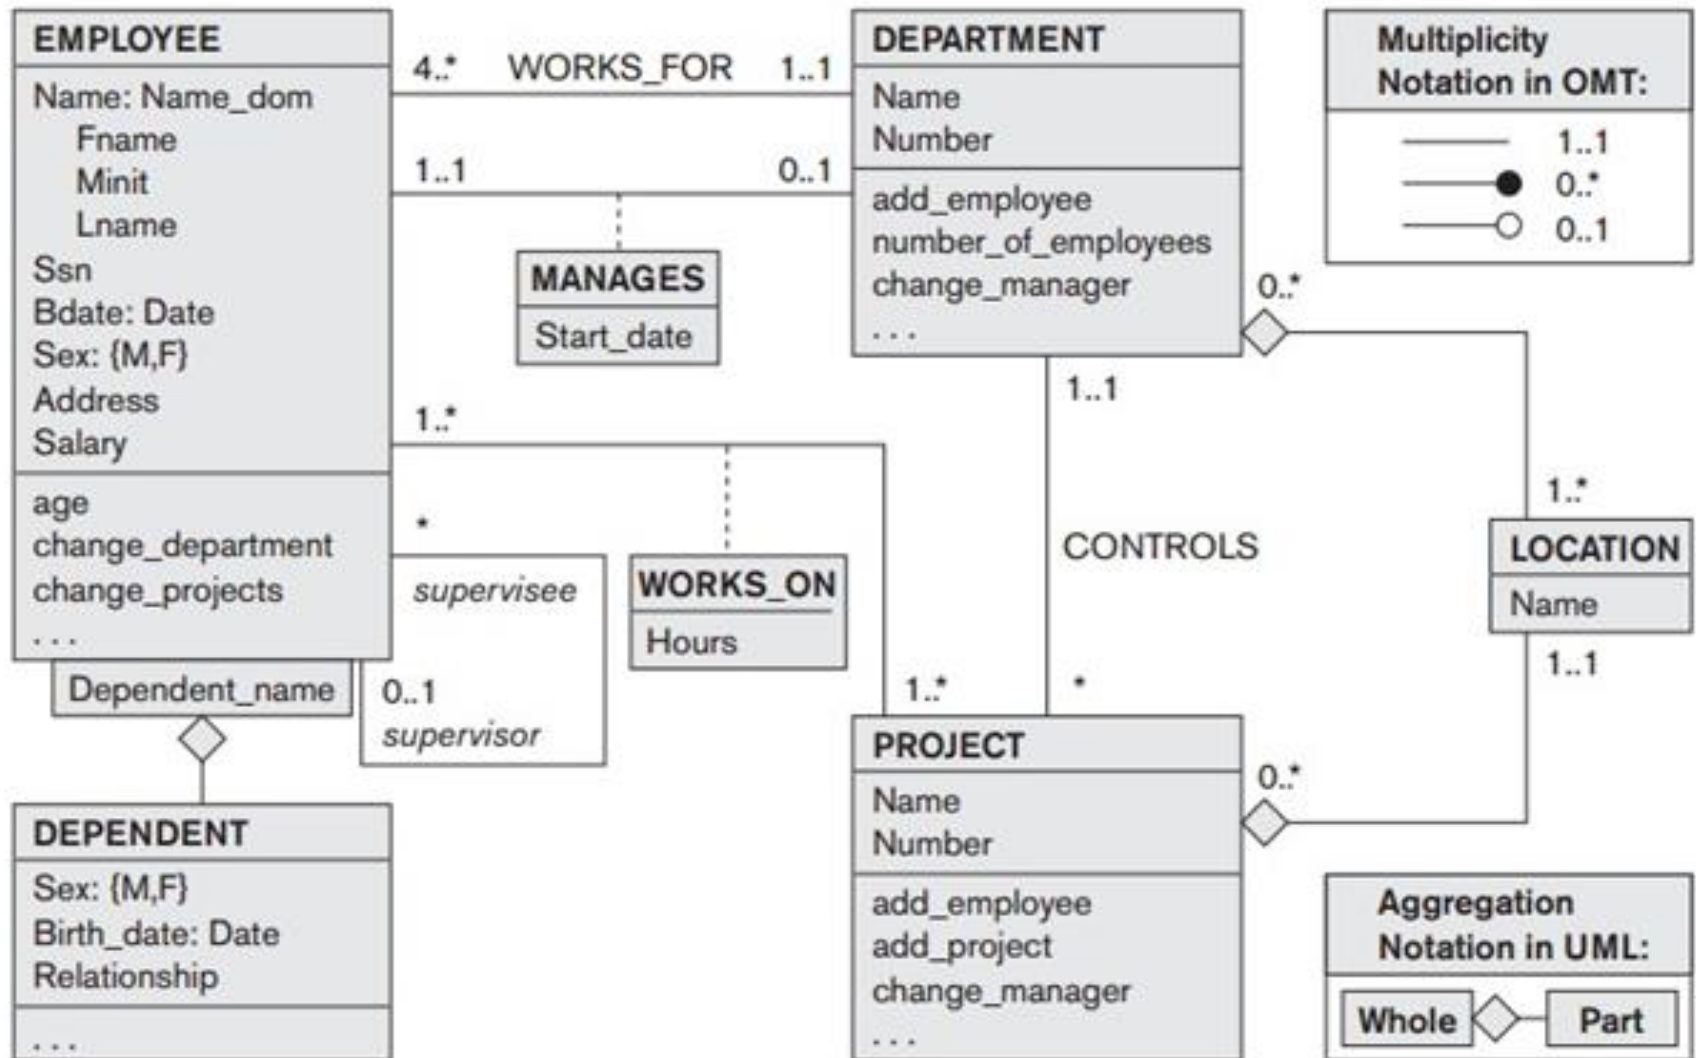 EMPLOYEE
Name: Name_dom
Fname
Minit
Lname
Ssn
Bdate: Date
Sex: {M,F}
Address
Salary
age
change_department
change_projects
. . .
Dependent_name
DEPENDENT
Sex: {M,F}
Birth_date: Date
Relationship
. . .
4..* WORKS_FOR 1..1
1..1 0..1
MANAGES
Start_date
1..*
*
supervisee
0..1
supervisor
WORKS_ON
Hours
1..*
DEPARTMENT
Name
Number
add_employee
number_of_employees
change_manager
. . .
0..*
1..1
CONTROLS
*
PROJECT
Name
Number
add_employee
add_project
change_manager
. . .
0..*
1..*
LOCATION
Name
1..1
Multiplicity
Notation in OMT:
1..1
0..*
0..1
Aggregation
Notation in UML:
Whole Part